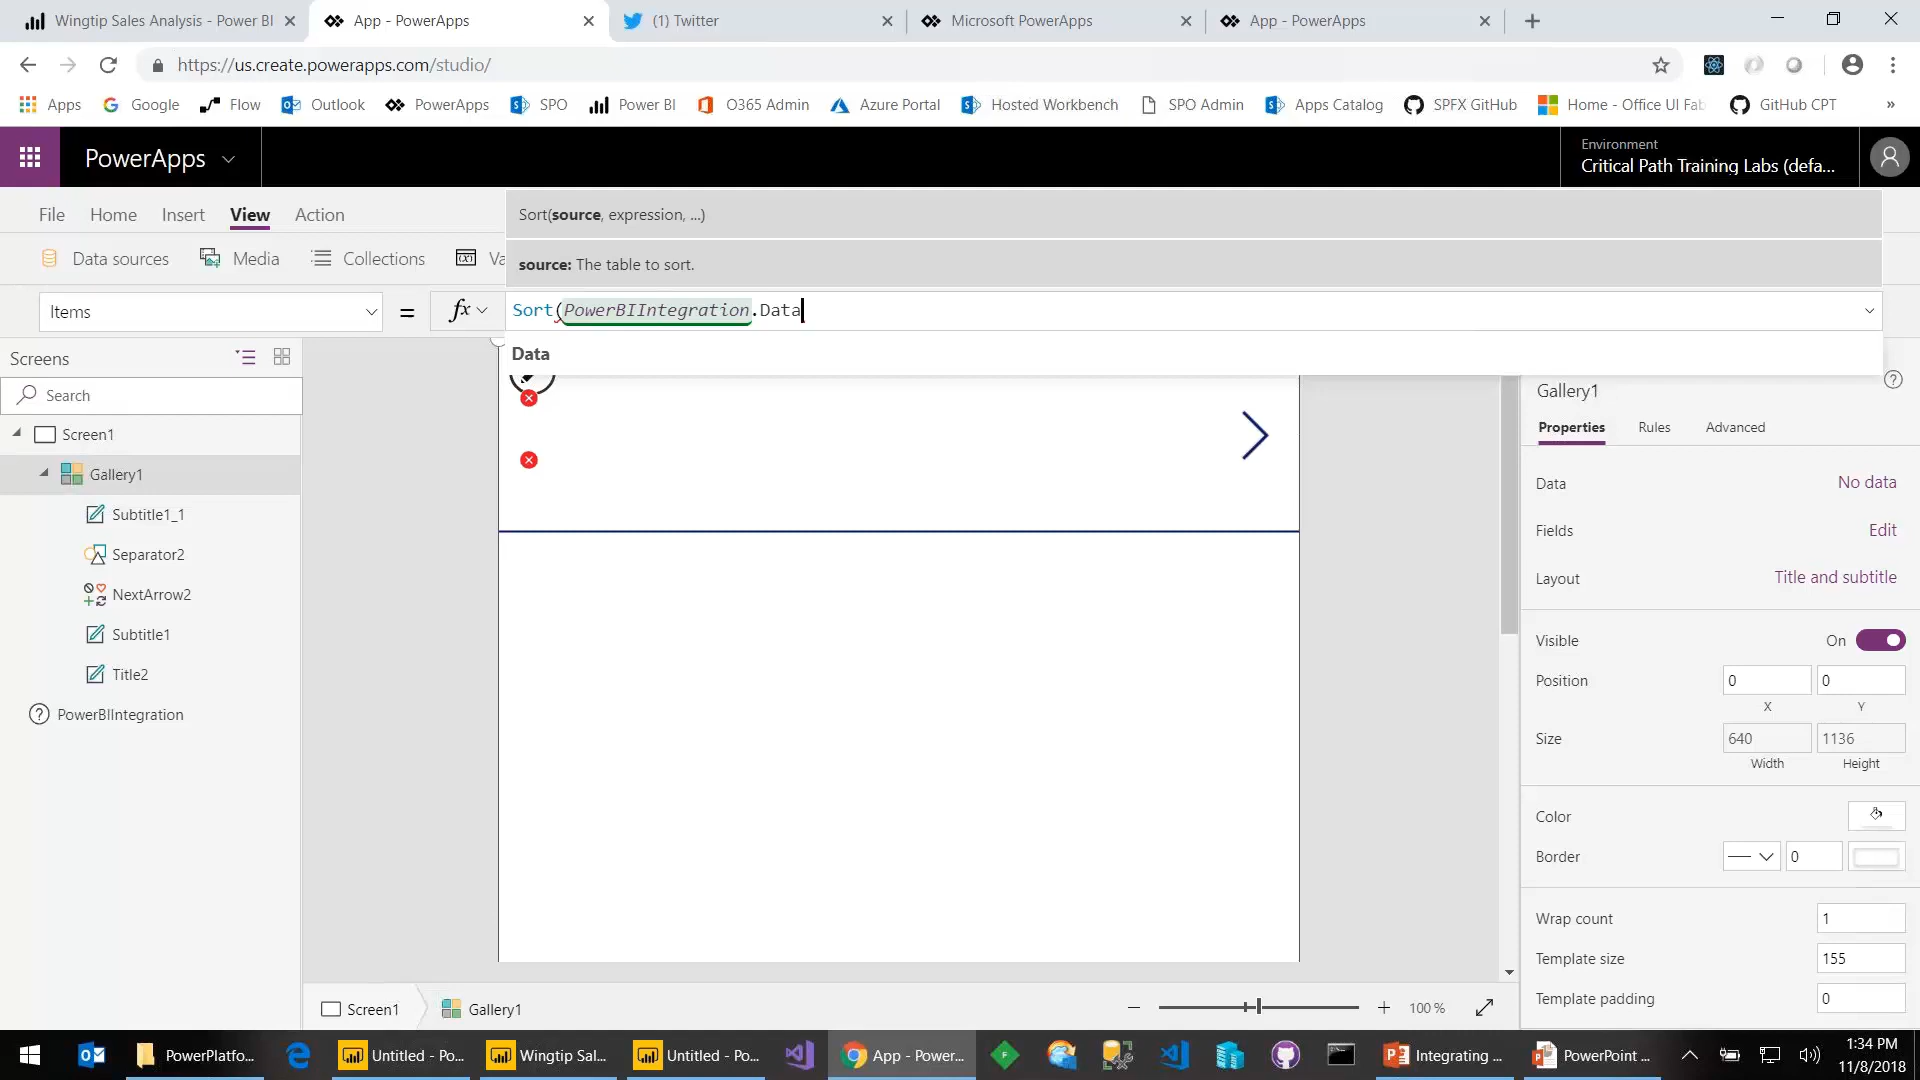 Wingtip Sales Analysis - Power BI
App - PowerApps
(1) Twitter
Microsoft PowerApps
App - PowerApps
https://us.create.powerapps.com/studio/
Apps
Google
Flow
Outlook
PowerApps
SPO
Power BI
O365 Admin
Azure Portal
Hosted Workbench
SPO Admin
Apps Catalog
SPFX GitHub
Home - Office UI Fab
GitHub CPT
»
PowerApps
Environment
Critical Path Training Labs (defa...
File
Home
Insert
View
Action
Sort(source, expression, ...)
Data sources
Media
Collections
Va
source: The table to sort.
Items
=
fx
Sort(PowerBIIntegration.Data
Data
Screens
Search
Screen1
Gallery1
Subtitle1_1
Separator2
NextArrow2
Subtitle1
Title2
PowerBIIntegration
Gallery1
Properties
Rules
Advanced
Data
No data
Fields
Edit
Layout
Title and subtitle
Visible
On
Position
0
0
X
Y
Size
640
1136
Width
Height
Color
Border
0
Wrap count
1
Template size
155
Template padding
0
Screen1
Gallery1
100 %
PowerPlatfo...
Untitled - Po...
Wingtip Sal...
Untitled - Po...
App - Power...
Integrating ...
PowerPoint ...
1:34 PM
11/8/2018